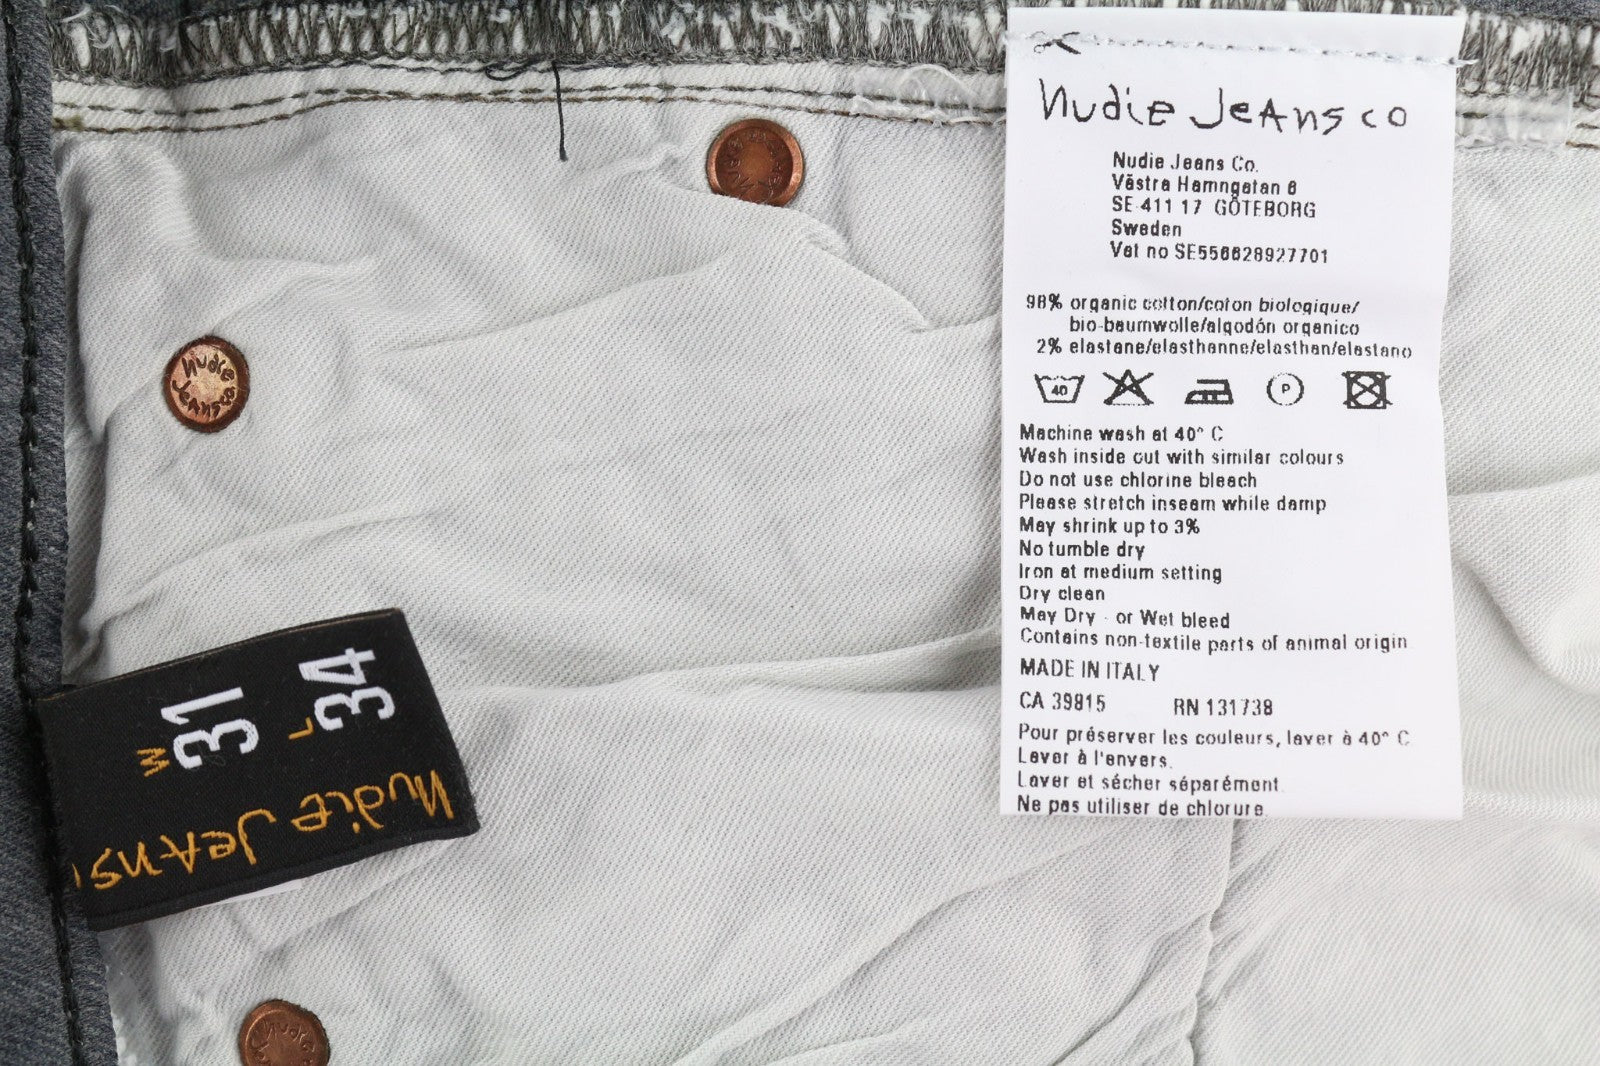 Nudie Jeans co
Nudie Jeans Co.
Västra Hamngatan 6
SE-411 17 GÖTEBORG
Sweden
Vat no SE556628927701
98% organic cotton/coton biologique/
bio-baumwolle/algodón organico
2% elastane/elasthanne/elasthan/elastano
40
P
Machine wash at 40° C
Wash inside out with similar colours
Do not use chlorine bleach
Please stretch inseam while damp
May shrink up to 3%
No tumble dry
Iron at medium setting
Dry clean
May Dry - or Wet bleed
Contains non-textile parts of animal origin
MADE IN ITALY
CA 39815 RN 131738
Pour préserver les couleurs, laver à 40° C
Laver à l'envers.
Laver et sécher séparément.
Ne pas utiliser de chlorure.
Nudie
Jeans co
W 31
L 34
Nudie Jeans